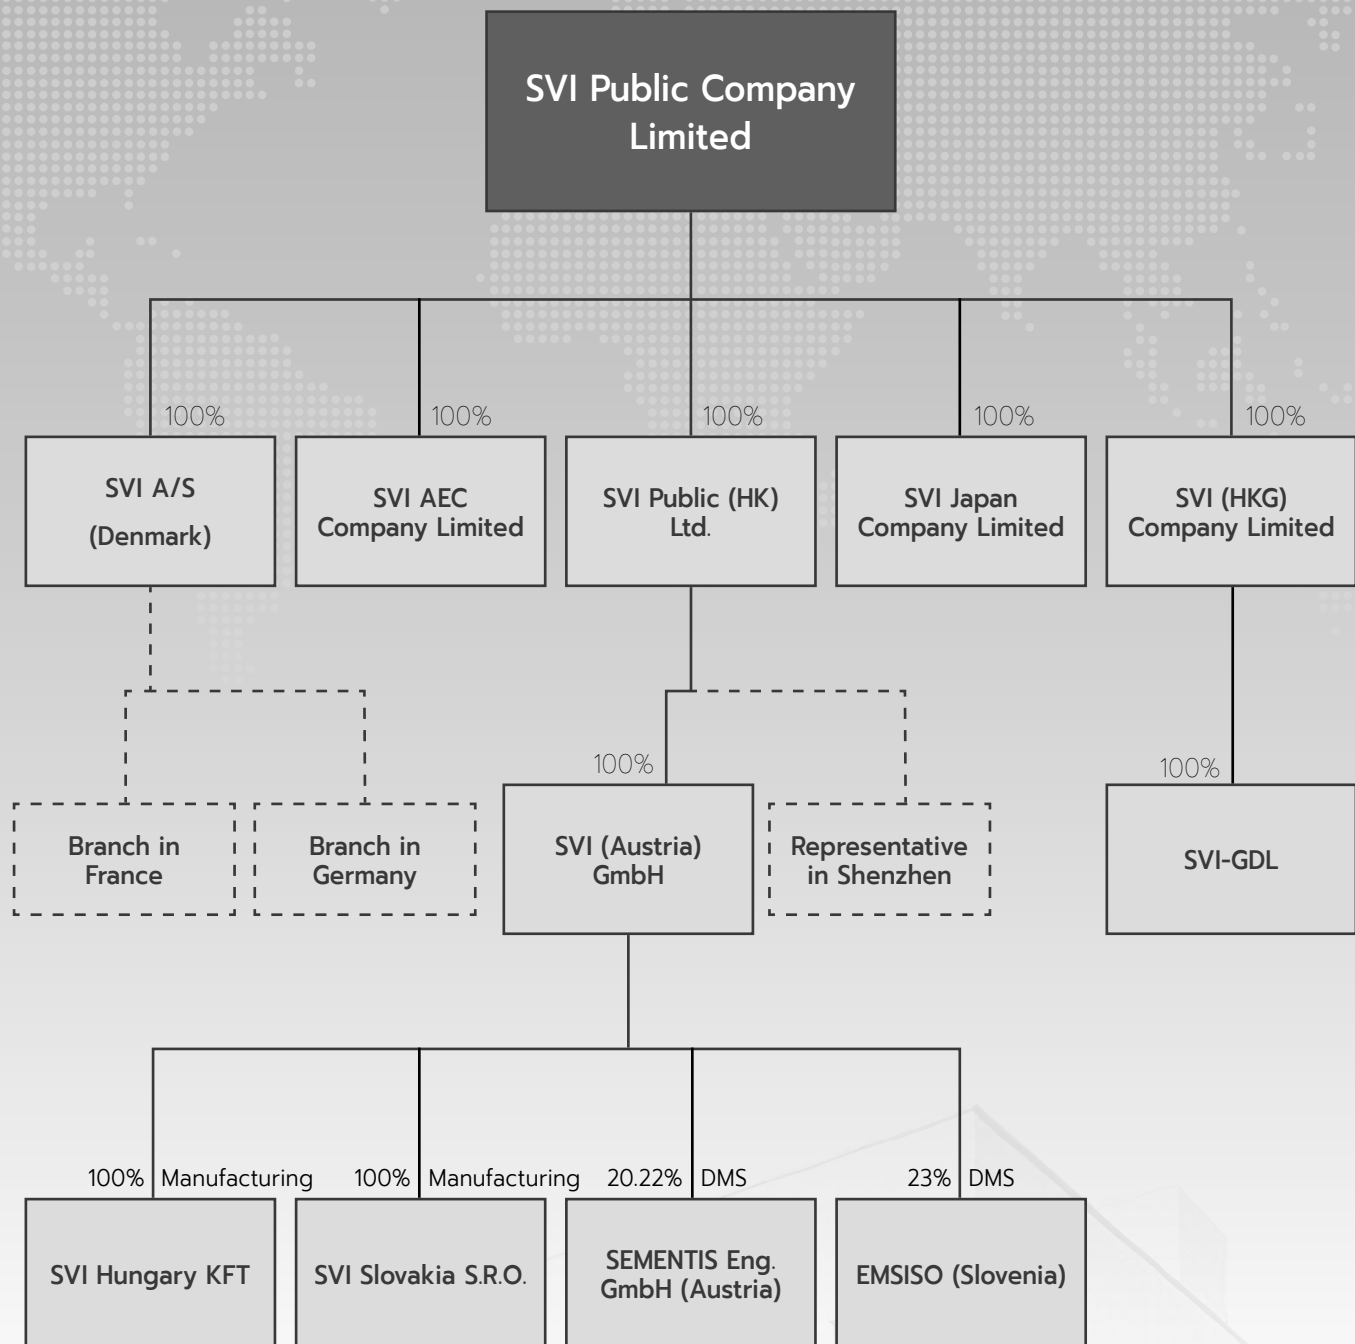 SVI Public Company
Limited
100%
100%
100%
100%
100%
SVI A/S
(Denmark)
SVI AEC
Company Limited
SVI Public (HK)
Ltd.
SVI Japan
Company Limited
SVI (HKG)
Company Limited
100%
100%
Branch in
France
Branch in
Germany
SVI (Austria)
GmbH
Representative
in Shenzhen
SVI-GDL
100% Manufacturing
100% Manufacturing
20.22% DMS
23% DMS
SVI Hungary KFT
SVI Slovakia S.R.O.
SEMENTIS Eng.
GmbH (Austria)
EMSISO (Slovenia)